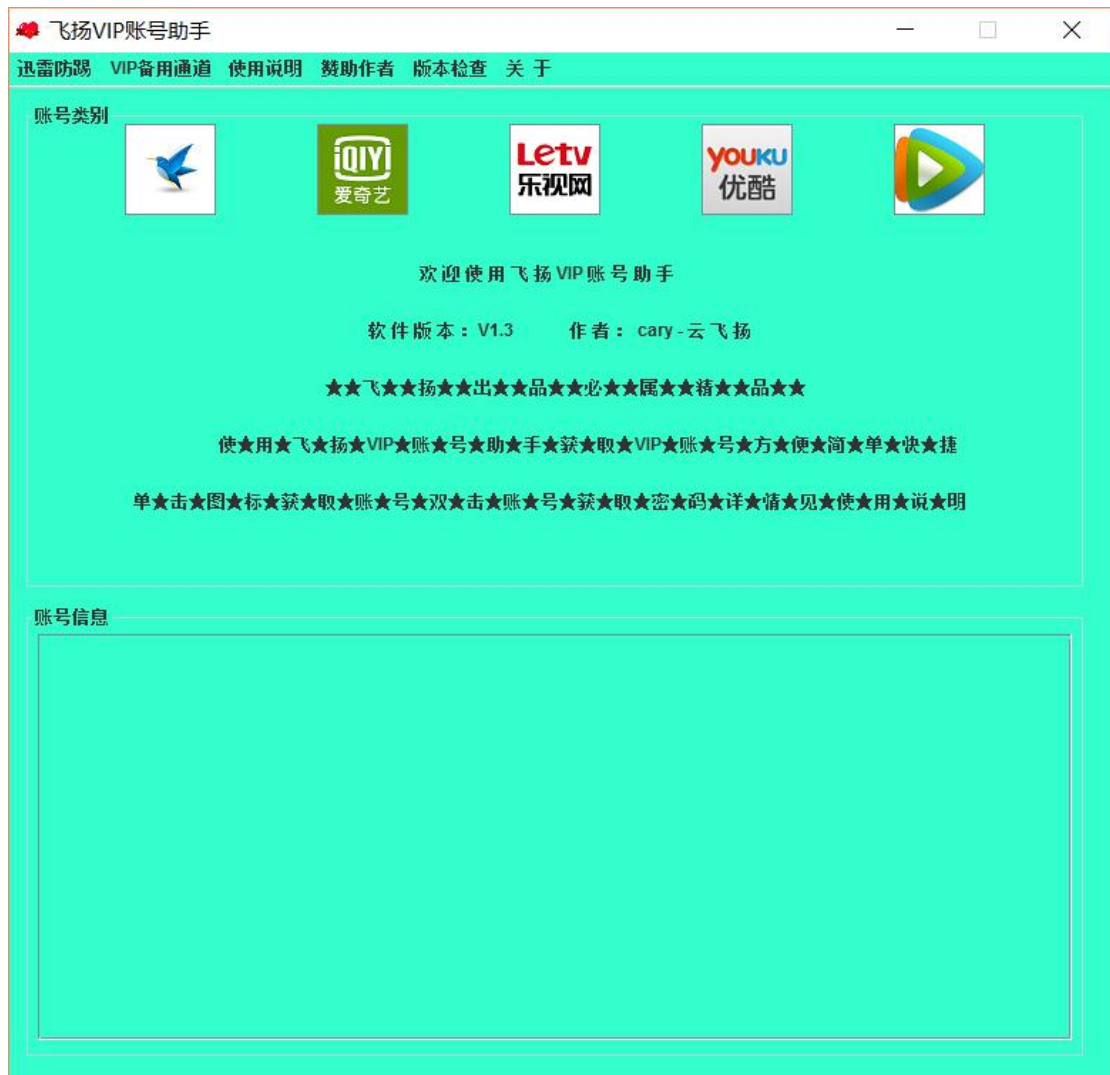 飞扬VIP账号助手
迅雷防踢 VIP备用通道 使用说明 赞助作者 版本检查 关 于
账号类别
iQIYI 爱奇艺
Letv 乐视网
YOUKU 优酷
欢迎使用飞扬VIP账号助手
软件版本：V1.3 作者：cary-云飞扬
★★飞★★扬★★出★★品★★必★★属★★精★★品★★
使★用★飞★扬★VIP★账★号★助★手★获★取★VIP★账★号★方★便★简★单★快★捷
单★击★图★标★获★取★账★号★双★击★账★号★获★取★密★码★详★情★见★使★用★说★明
账号信息